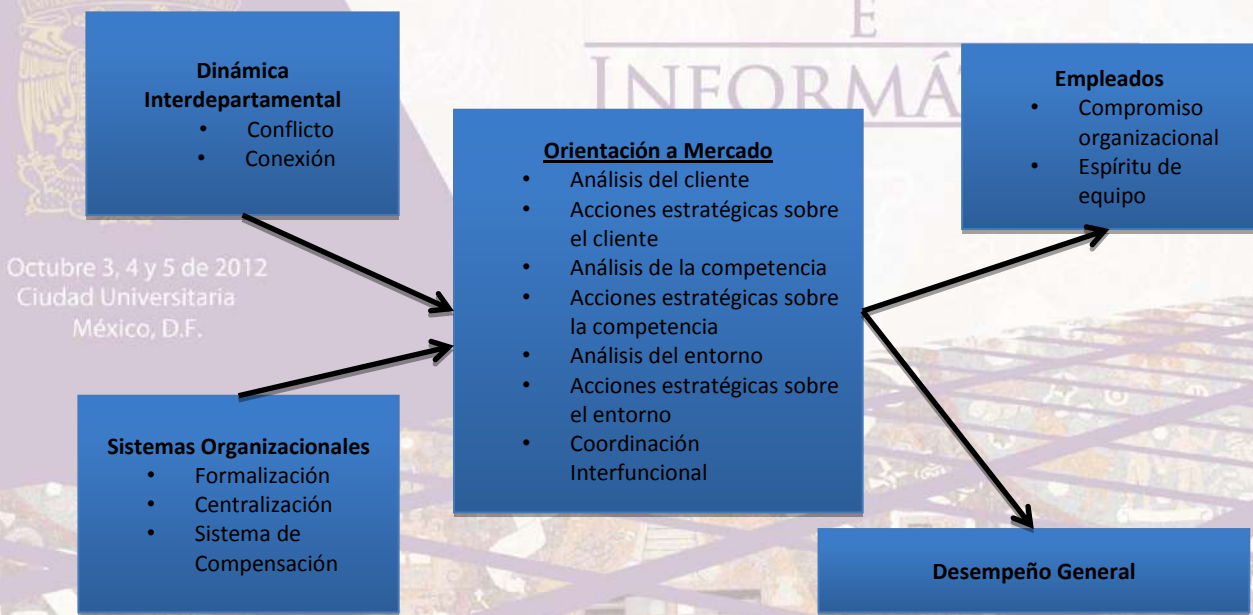 E
INFORMÁ
Dinámica
Interdepartamental
• Conflicto
• Conexión
Octubre 3, 4 y 5 de 2012
Ciudad Universitaria
México, D.F.
Sistemas Organizacionales
• Formalización
• Centralización
• Sistema de
Compensación
Orientación a Mercado
• Análisis del cliente
• Acciones estratégicas sobre
el cliente
• Análisis de la competencia
• Acciones estratégicas sobre
la competencia
• Análisis del entorno
• Acciones estratégicas sobre
el entorno
• Coordinación
Interfuncional
Empleados
• Compromiso
organizacional
• Espíritu de
equipo
Desempeño General